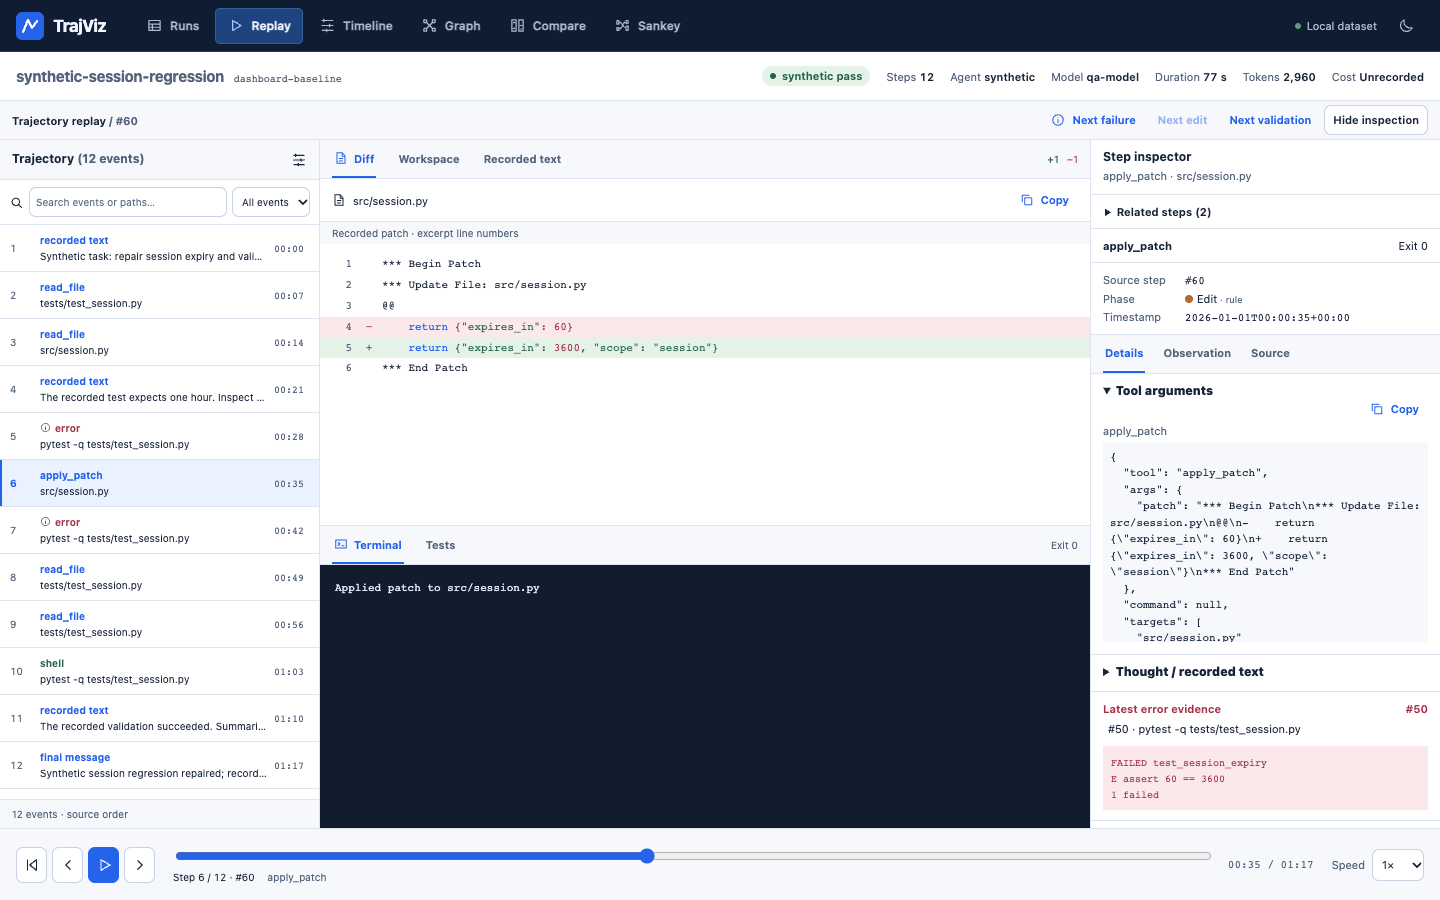 TrajViz
Runs
Replay
Timeline
Graph
Compare
Sankey
Local dataset
synthetic-session-regression dashboard-baseline
synthetic pass
Steps 12
Agent synthetic
Model qa-model
Duration 77 s
Tokens 2,960
Cost Unrecorded
Trajectory replay / #60
Next failure
Next edit
Next validation
Hide inspection
Trajectory (12 events)
Search events or paths...
All events
1 recorded text 00:00
Synthetic task: repair session expiry and vali...
2 read_file 00:07
tests/test_session.py
3 read_file 00:14
src/session.py
4 recorded text 00:21
The recorded test expects one hour. Inspect ...
5 error 00:28
pytest -q tests/test_session.py
6 apply_patch 00:35
src/session.py
7 error 00:42
pytest -q tests/test_session.py
8 read_file 00:49
tests/test_session.py
9 read_file 00:56
tests/test_session.py
10 shell 01:03
pytest -q tests/test_session.py
11 recorded text 01:10
The recorded validation succeeded. Summari...
12 final message 01:17
Synthetic session regression repaired; record...
12 events · source order
Diff
Workspace
Recorded text
+1 −1
src/session.py
Copy
Recorded patch · excerpt line numbers
1 *** Begin Patch
2 *** Update File: src/session.py
3 @@
4 − return {"expires_in": 60}
5 + return {"expires_in": 3600, "scope": "session"}
6 *** End Patch
Terminal
Tests
Exit 0
Applied patch to src/session.py
Step inspector
apply_patch · src/session.py
Related steps (2)
apply_patch Exit 0
Source step #60
Phase Edit · rule
Timestamp 2026-01-01T00:00:35+00:00
Details
Observation
Source
Tool arguments
Copy
apply_patch
{
"tool": "apply_patch",
"args": {
"patch": "*** Begin Patch\n*** Update File:
src/session.py\n@@\n-    return
{\"expires_in\": 60}\n+    return
{\"expires_in\": 3600, \"scope\":
\"session\"}\n*** End Patch"
},
"command": null,
"targets": [
"src/session.py"
Thought / recorded text
Latest error evidence #50
#50 · pytest -q tests/test_session.py
FAILED test_session_expiry
E assert 60 == 3600
1 failed
Step 6 / 12 · #60 apply_patch
00:35 / 01:17
Speed
1×